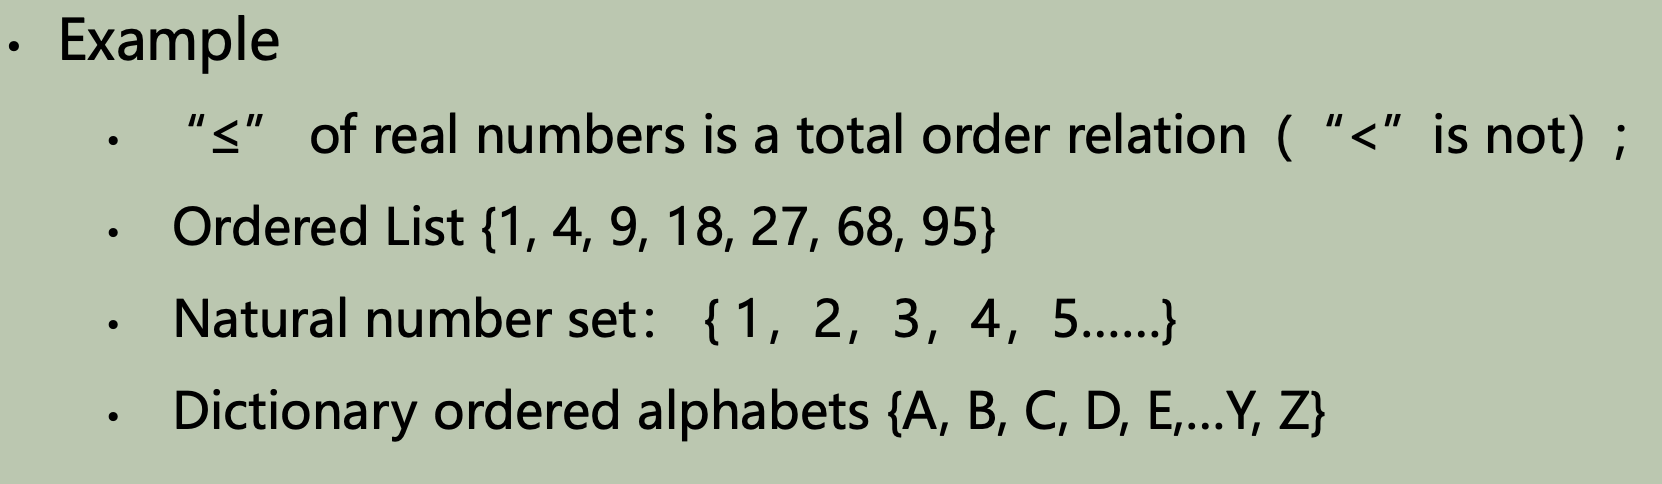 • Example
• “≤” of real numbers is a total order relation（ “<” is not）;
• Ordered List {1, 4, 9, 18, 27, 68, 95}
• Natural number set： { 1，2，3，4，5……}
• Dictionary ordered alphabets {A, B, C, D, E,…Y, Z}